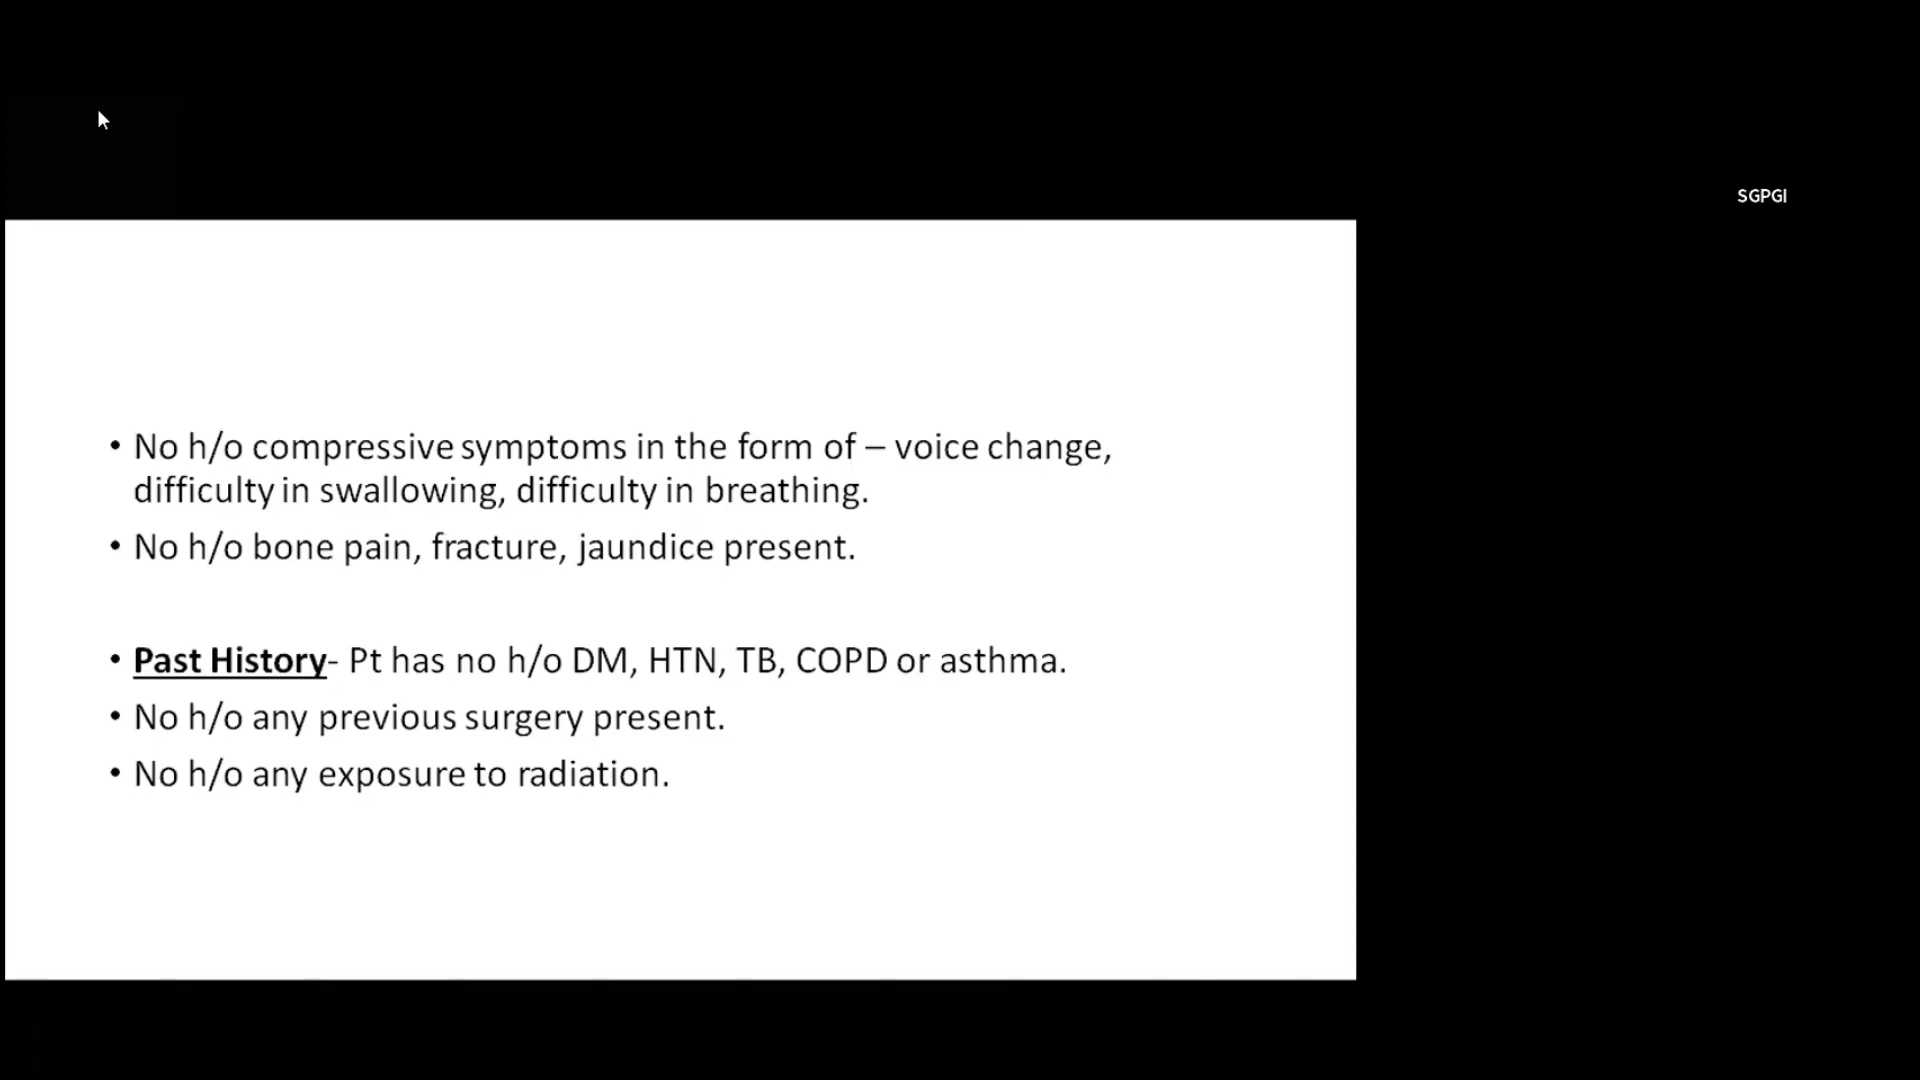 SGPGI
• No h/o compressive symptoms in the form of – voice change,
difficulty in swallowing, difficulty in breathing.
• No h/o bone pain, fracture, jaundice present.
• Past History- Pt has no h/o DM, HTN, TB, COPD or asthma.
• No h/o any previous surgery present.
• No h/o any exposure to radiation.